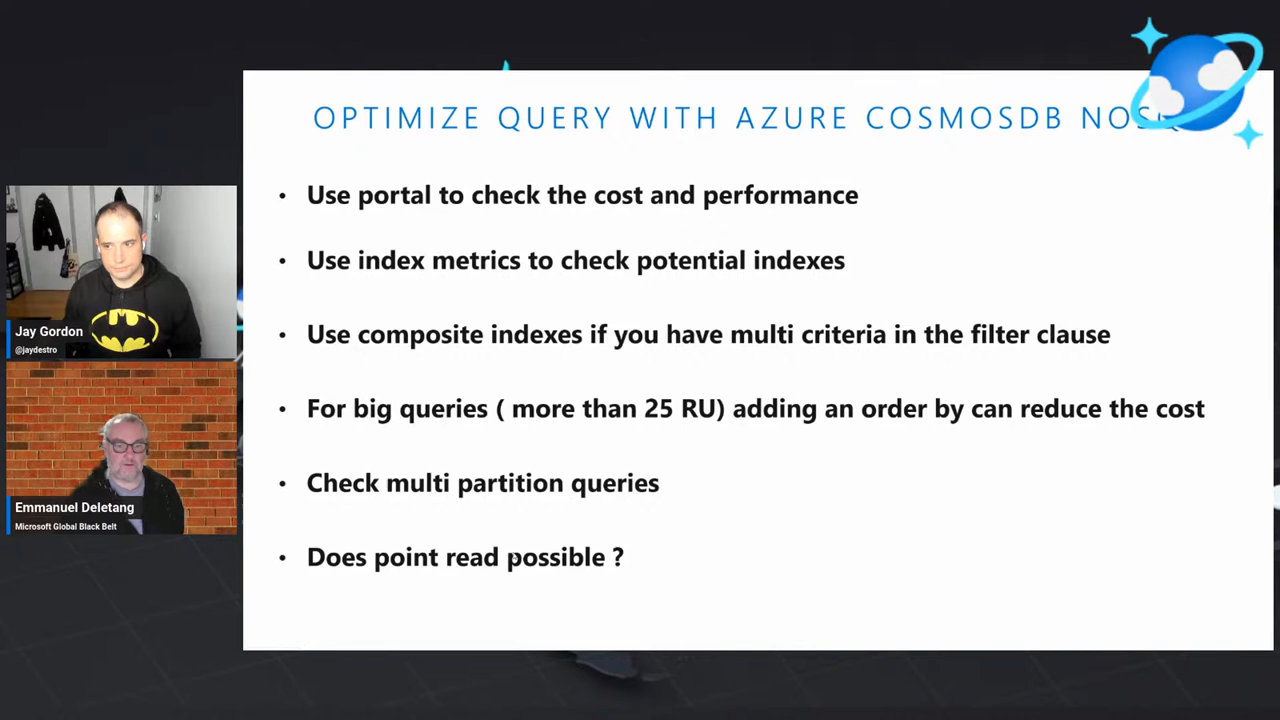 OPTIMIZE QUERY WITH AZURE COSMOSDB NOSQ
• Use portal to check the cost and performance
• Use index metrics to check potential indexes
• Use composite indexes if you have multi criteria in the filter clause
• For big queries ( more than 25 RU) adding an order by can reduce the cost
• Check multi partition queries
• Does point read possible ?
Jay Gordon
@jaydestro
Emmanuel Deletang
Microsoft Global Black Belt